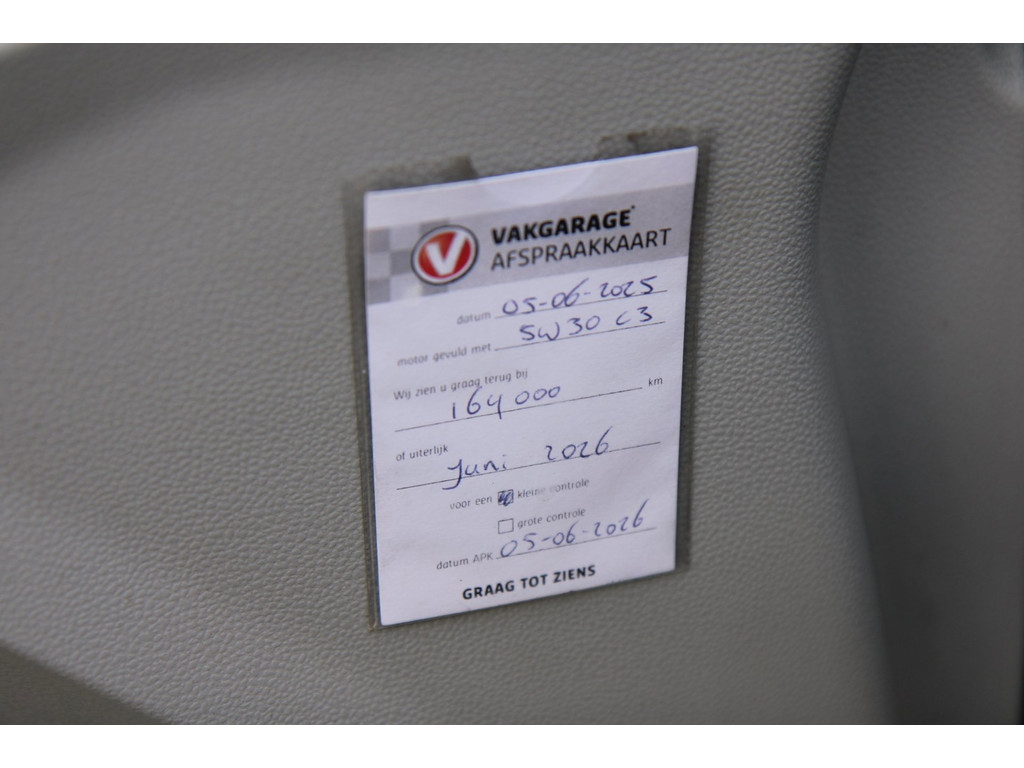 V VAKGARAGE
AFSPRAAKKAART
datum 05-06-2025
motor gevuld met 5W30 C3
Wij zien u graag terug bij
164000 km
of uiterlijk
Juni 2026
voor een kleine controle
grote controle
datum APK 05-06-2026
GRAAG TOT ZIENS